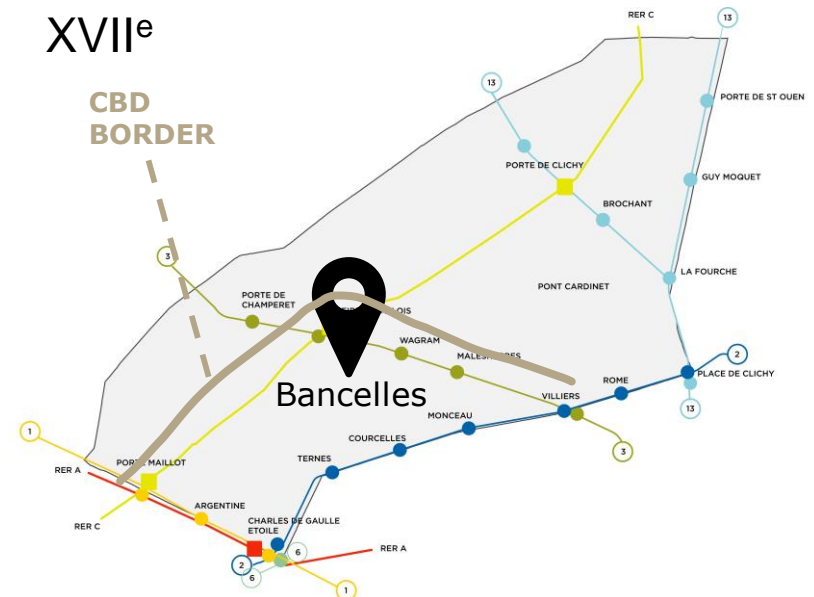 XVIIᵉ
RER C
13
CBD
BORDER
13
PORTE DE ST OUEN
PORTE DE CLICHY
GUY MOQUET
BROCHANT
3
LA FOURCHE
PONT CARDINET
PORTE DE
CHAMPERET
OIS
WAGRAM
2
PLACE DE CLICHY
Bancelles
ROME
VILLIERS
13
MONCEAU
1
COURCELLES
3
TERNES
RER A
ARGENTINE
RER C
CHARLES DE GAULLE
ETOILE
6
RER A
2
6
1